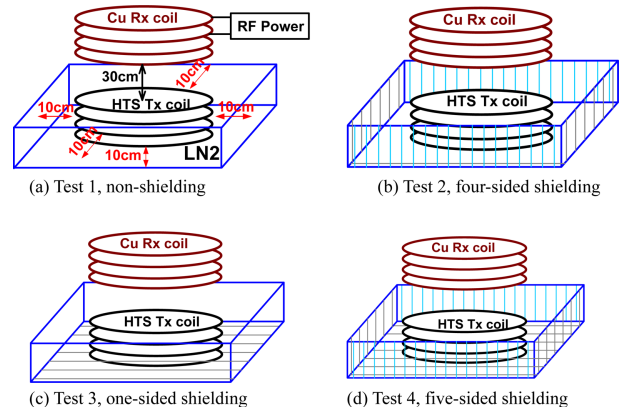 Cu Rx coil
RF Power
30cm
10cm
HTS Tx coil
10cm
10cm
10cm
10cm
LN2
(a) Test 1, non-shielding
Cu Rx coil
HTS Tx coil
(b) Test 2, four-sided shielding
Cu Rx coil
HTS Tx coil
(c) Test 3, one-sided shielding
Cu Rx coil
HTS Tx coil
(d) Test 4, five-sided shielding